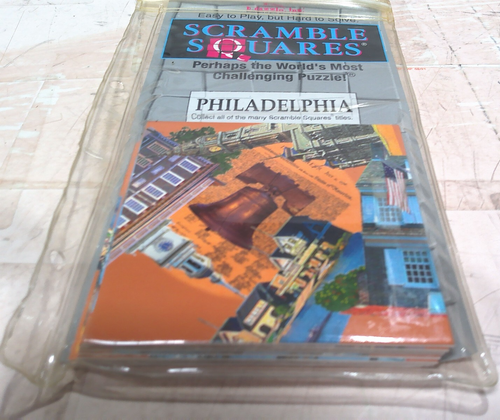 Easy to Play, but Hard to Solve.
SCRAMBLE
SQUARES®
Perhaps the World's Most
Challenging Puzzle!®
PHILADELPHIA
Collect all of the many Scramble Squares® titles.